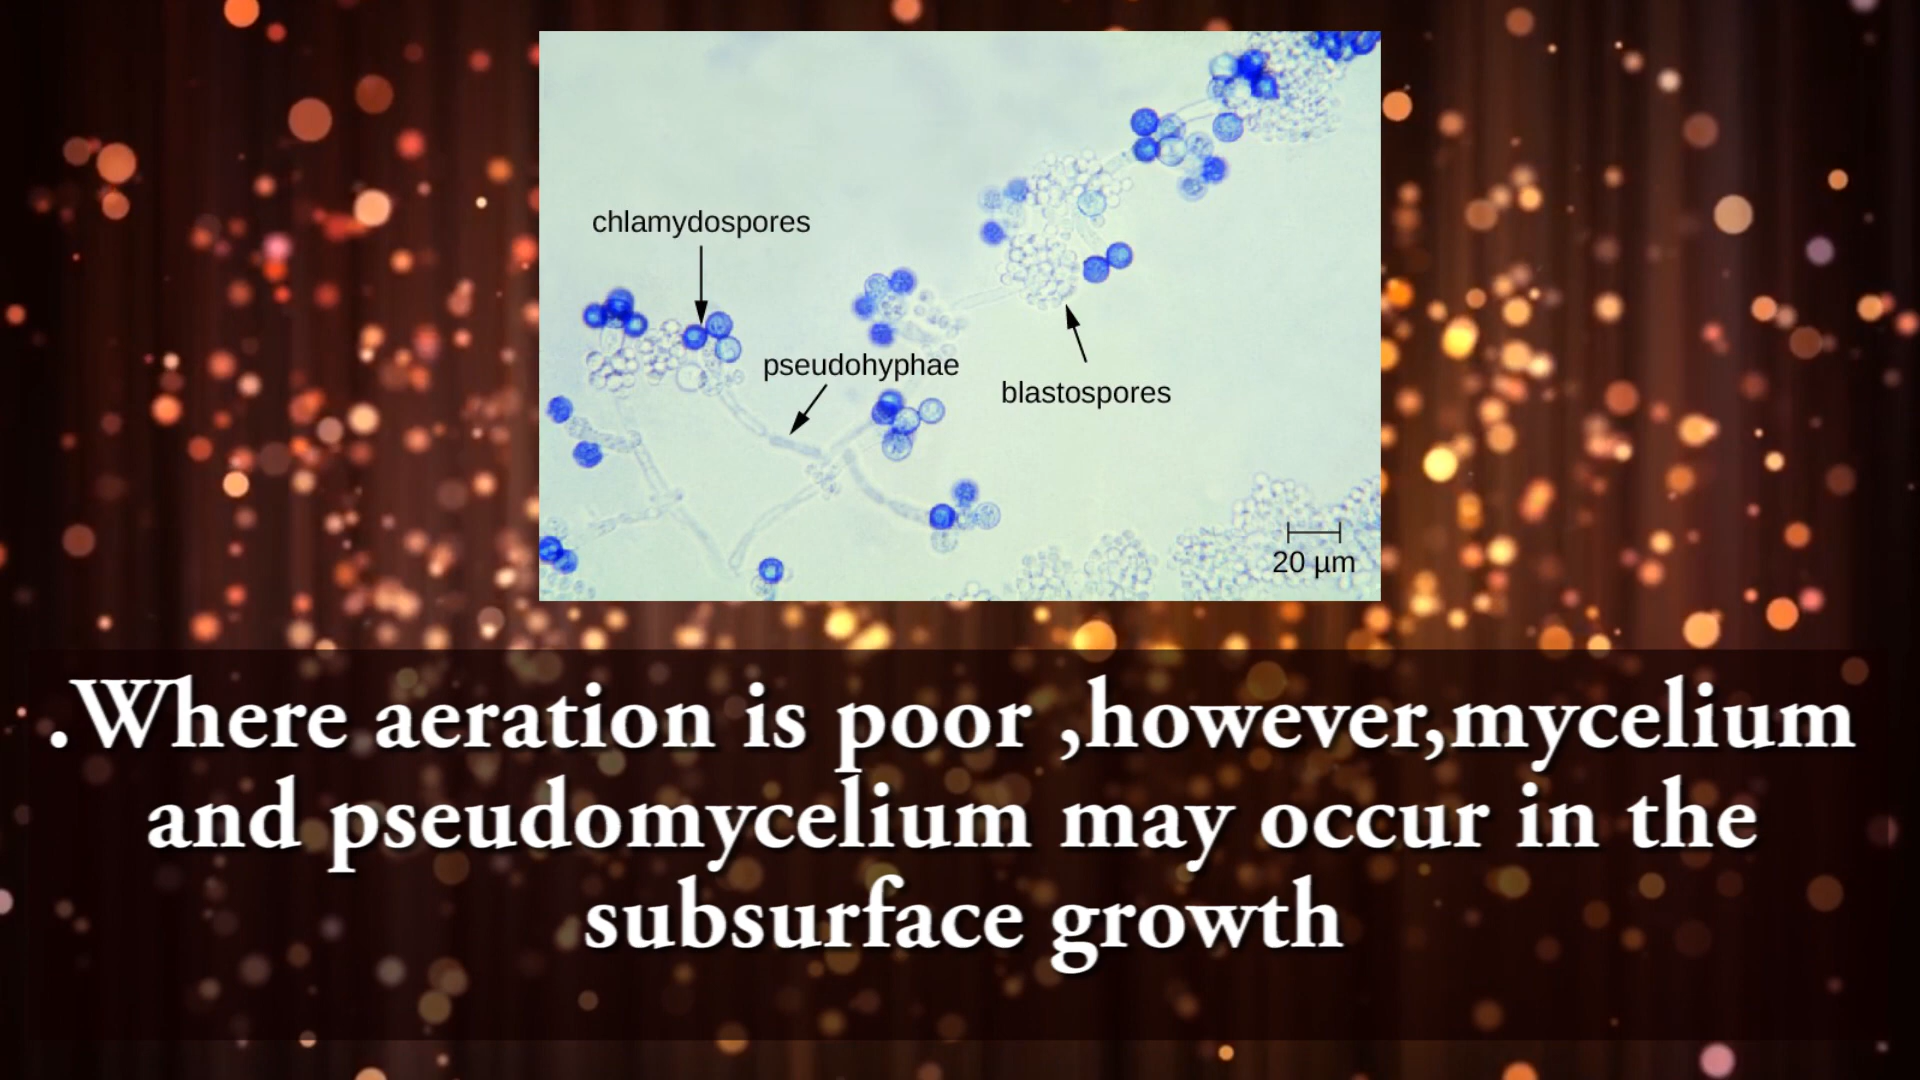 chlamydospores
pseudohyphae
blastospores
20 µm
.Where aeration is poor ,however,mycelium
and pseudomycelium may occur in the
subsurface growth